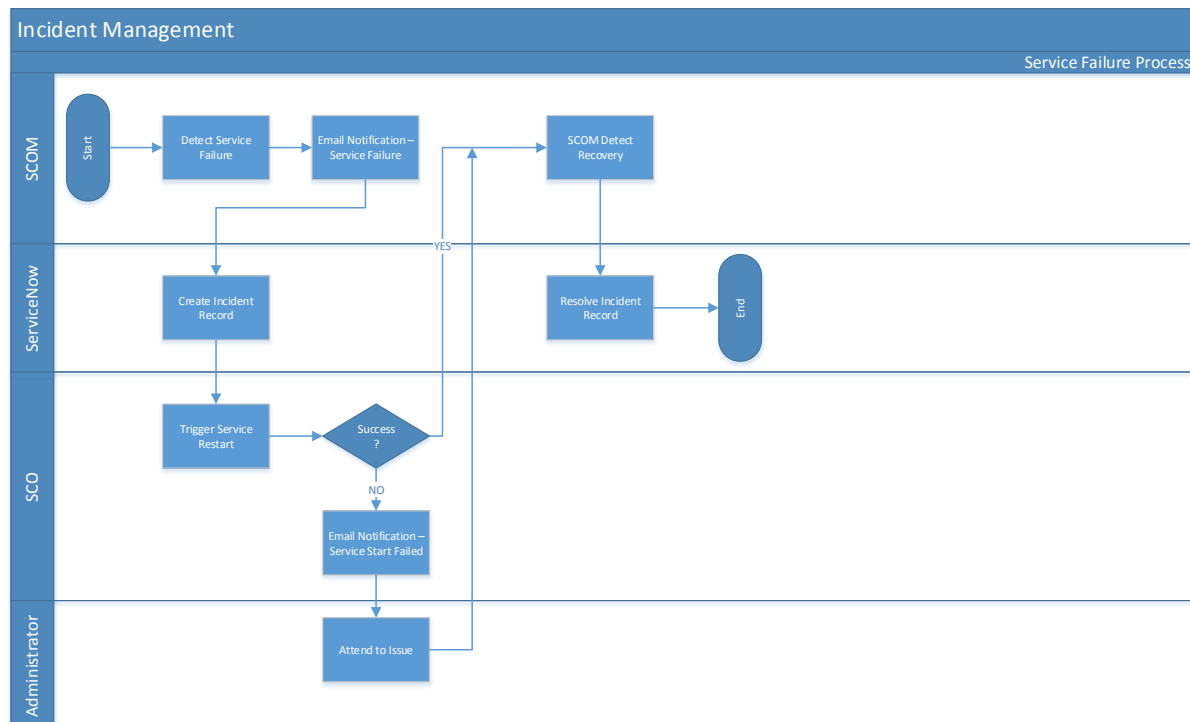 Incident Management
Service Failure Process
SCOM
Start
Detect Service
Failure
Email Notification –
Service Failure
SCOM Detect
Recovery
YES
ServiceNow
Create Incident
Record
Resolve Incident
Record
End
SCO
Trigger Service
Restart
Success
?
NO
Email Notification –
Service Start Failed
Administrator
Attend to Issue